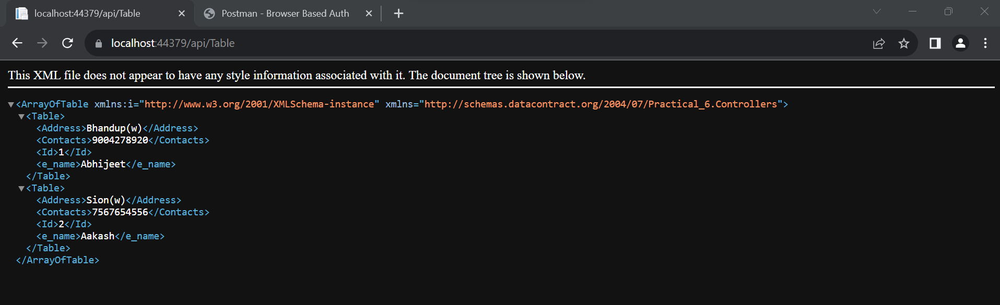 localhost:44379/api/Table
Postman - Browser Based Auth
localhost:44379/api/Table
This XML file does not appear to have any style information associated with it. The document tree is shown below.
<ArrayOfTable xmlns:i="http://www.w3.org/2001/XMLSchema-instance" xmlns="http://schemas.datacontract.org/2004/07/Practical_6.Controllers">
<Table>
<Address>Bhandup(w)</Address>
<Contacts>9004278920</Contacts>
<Id>1</Id>
<e_name>Abhijeet</e_name>
</Table>
<Table>
<Address>Sion(w)</Address>
<Contacts>7567654556</Contacts>
<Id>2</Id>
<e_name>Aakash</e_name>
</Table>
</ArrayOfTable>